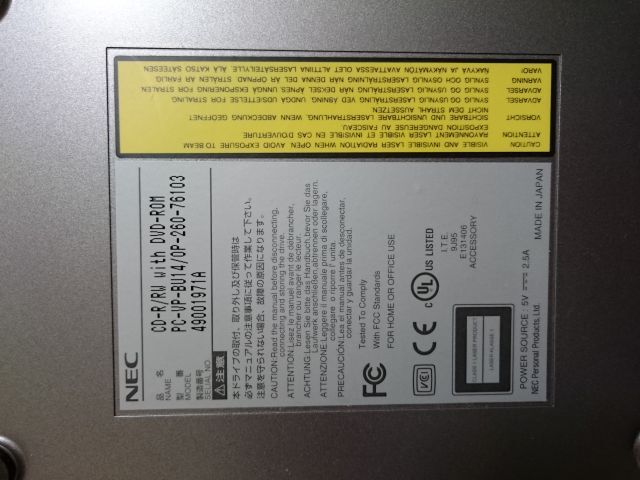 NEC
品 名
NAME
CD-R/RW with DVD-ROM
型 番
MODEL
PC-VP-BU14/OP-260-76103
製造番号
SERIAL NO.
49001971A
⚠注意
本ドライブの取付、取り外し及び保管時は
必ずマニュアルの注意事項に従って作業して下さい。
注意を守られない場合、故障の原因になります。
CAUTION:Read the manual before disconnecting,
connecting and storing the drive.
ATTENTION:Lisez le manuel avant de débrancher,
brancher ou ranger le lecteur.
ACHTUNG:Lesen Sie bitte das Handbuch,bevor Sie das
Laufwerk anschließen,abtrennen oder lagern.
ATTENZIONE:Leggere il manuale prima di scollegare,
collegare o riporre l' unita.
PRECAUCION:Lea el manual antes de desconectar,
conectar y guardar la unidad.
FC
Tested To Comply
With FCC Standards
FOR HOME OR OFFICE USE
VCI
CE
c UL US LISTED
I.T.E.
9J95
E131406
ACCESSORY
CLASS 1 LASER PRODUCT
LASER KLASSE 1
POWER SOURCE : 5V ⎓ 2.5A
NEC Personal Products, Ltd.
MADE IN JAPAN
CAUTION VISIBLE AND INVISIBLE LASER RADIATION WHEN OPEN AVOID EXPOSURE TO BEAM
ATTENTION RAYONNEMENT LASER VISIBLE ET INVISIBLE EN CAS D'OUVERTURE
EXPOSITION DANGEREUSE AU FAISCEAU
VORSICHT SICHTBARE UND UNSICHTBARE LASERSTRAHLUNG, WENN ABDECKUNG GEÖFFNET
NICHT DEM STRAHL AUSSETZEN
ADVARSEL SYNLIG OG USYNLIG LASERSTRÅLING VED ÅBNING UNDGÅ UDSÆTTELSE FOR STRÅLING
ADVARSEL SYNLIG OG USYNLIG LASERSTRÅLING NÅR DEKSEL ÅPNES UNNGÅ EKSPONERING FOR STRÅLEN
VARNING SYNLIG OCH OSYNLIG LASERSTRÅLNING NÄR DENNA DEL ÄR ÖPPNAD STRÅLEN ÄR FARLIG
VARO! NÄKYVÄ JA NÄKYMÄTÖN AVATTAESSA OLET ALTTIINA LASERSÄTEILYLLE. ÄLÄ KATSO SÄTEESEEN